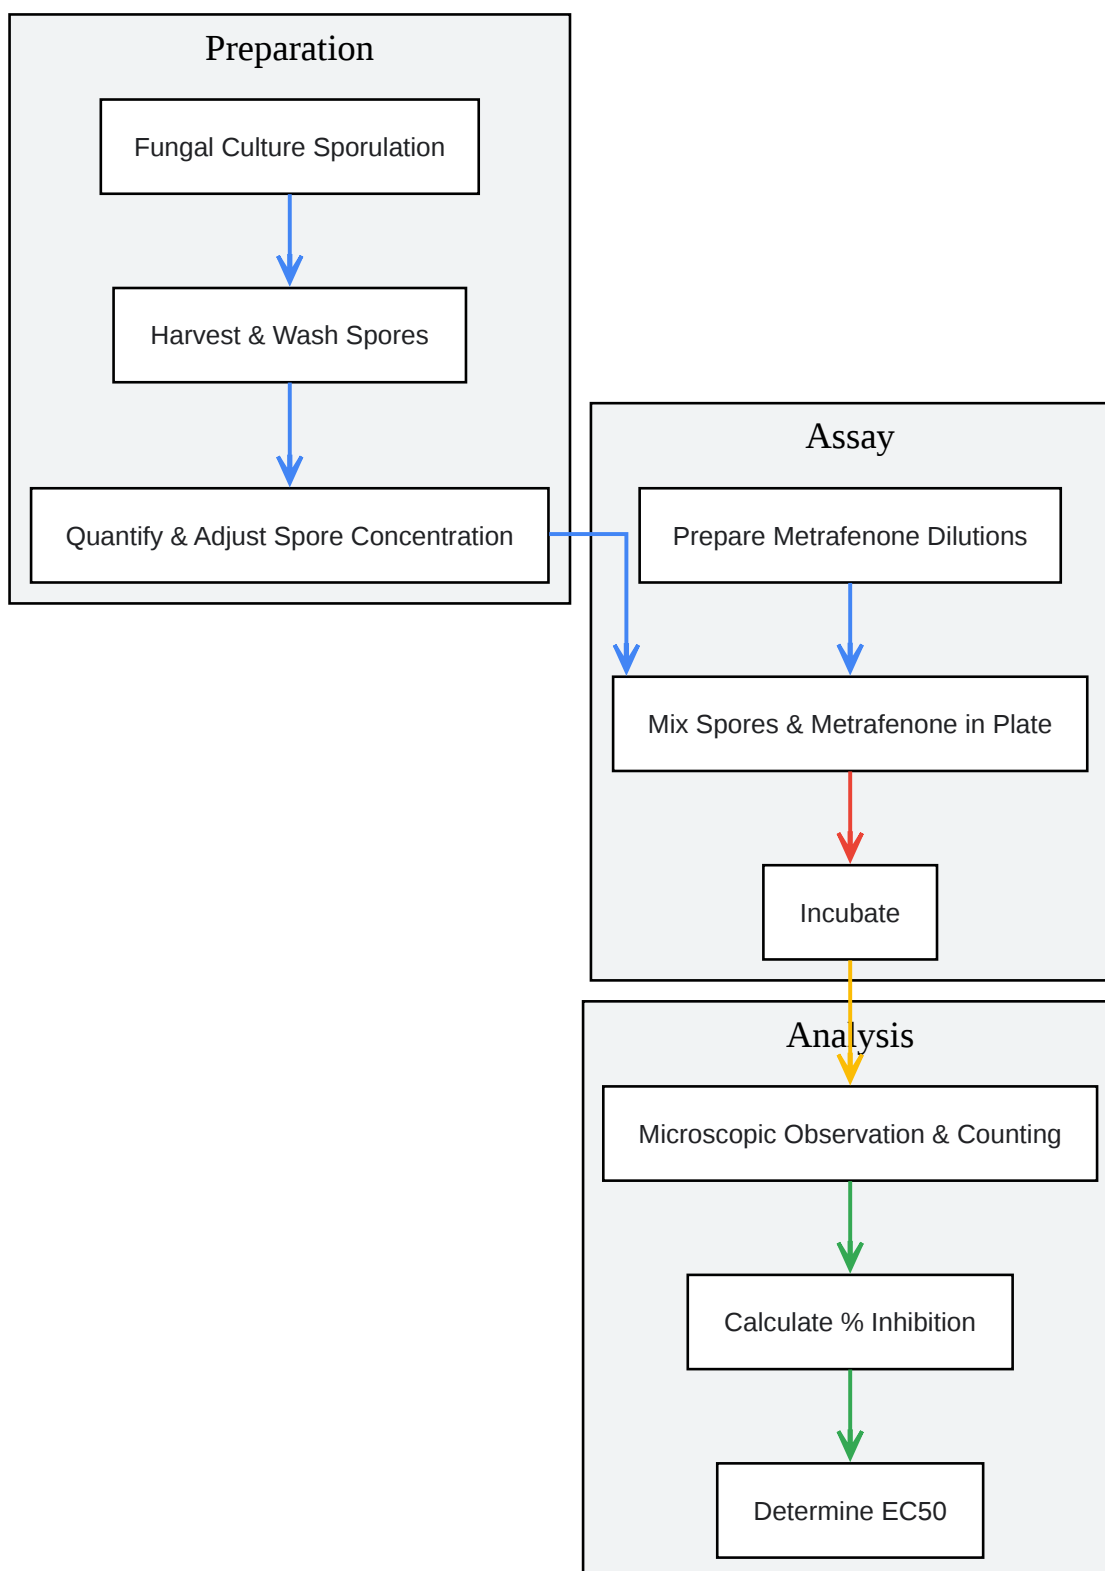 Preparation
Fungal Culture Sporulation
Harvest & Wash Spores
Quantify & Adjust Spore Concentration
Assay
Prepare Metrafenone Dilutions
Mix Spores & Metrafenone in Plate
Incubate
Analysis
Microscopic Observation & Counting
Calculate % Inhibition
Determine EC50